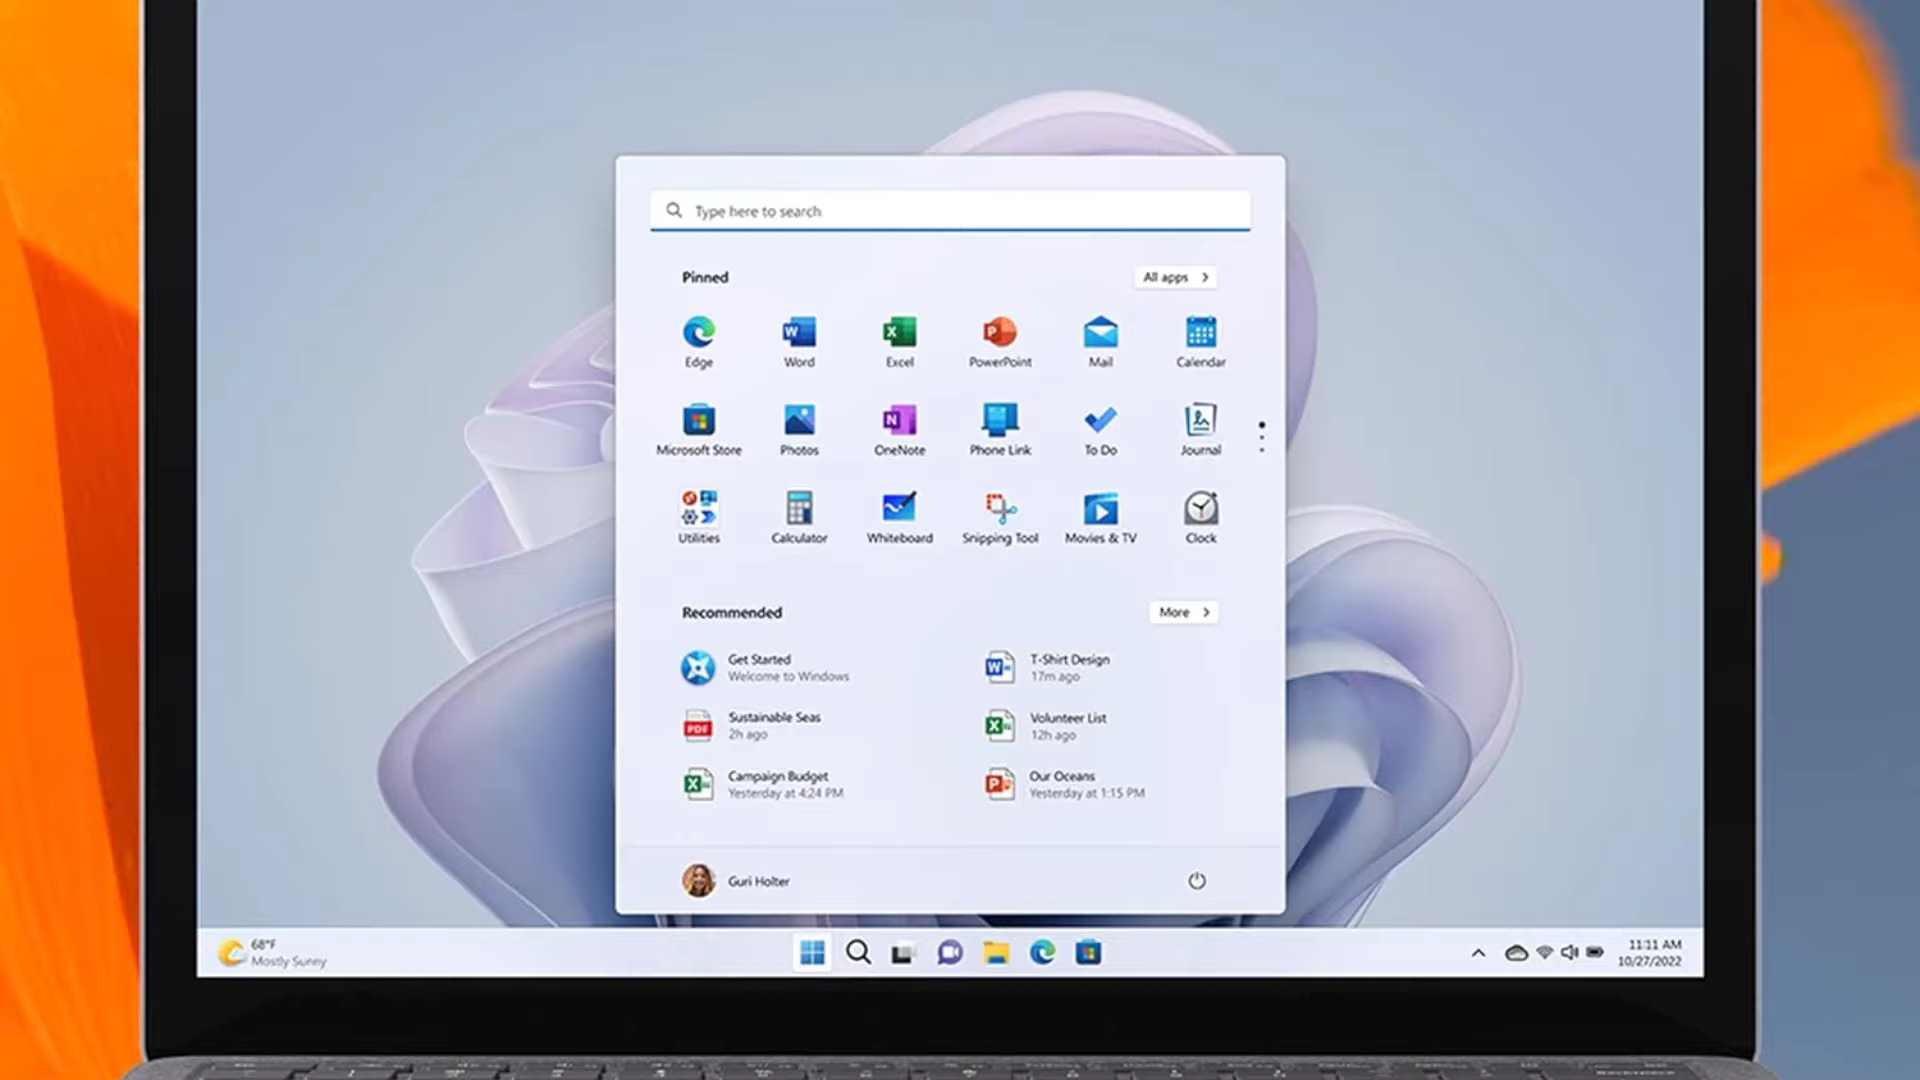 Type here to search
Pinned
All apps
Edge
Word
Excel
PowerPoint
Mail
Calendar
Microsoft Store
Photos
OneNote
Phone Link
To Do
Journal
Utilities
Calculator
Whiteboard
Snipping Tool
Movies & TV
Clock
Recommended
More
Get Started
Welcome to Windows
T-Shirt Design
17m ago
PDF
Sustainable Seas
2h ago
Volunteer List
12h ago
Campaign Budget
Yesterday at 4:24 PM
Our Oceans
Yesterday at 1:15 PM
Guri Holter
68°F
Mostly Sunny
11:11 AM
10/27/2022